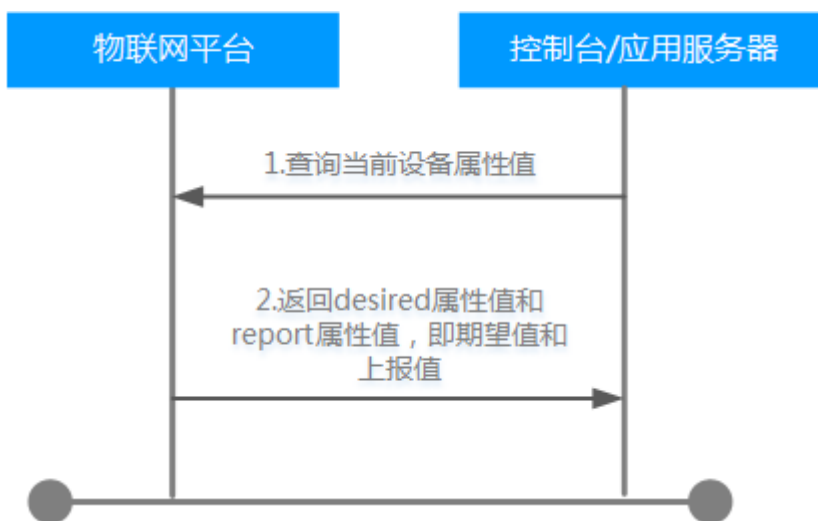 物联网平台
控制台/应用服务器
1.查询当前设备属性值
2.返回desired属性值和
report属性值，即期望值和
上报值